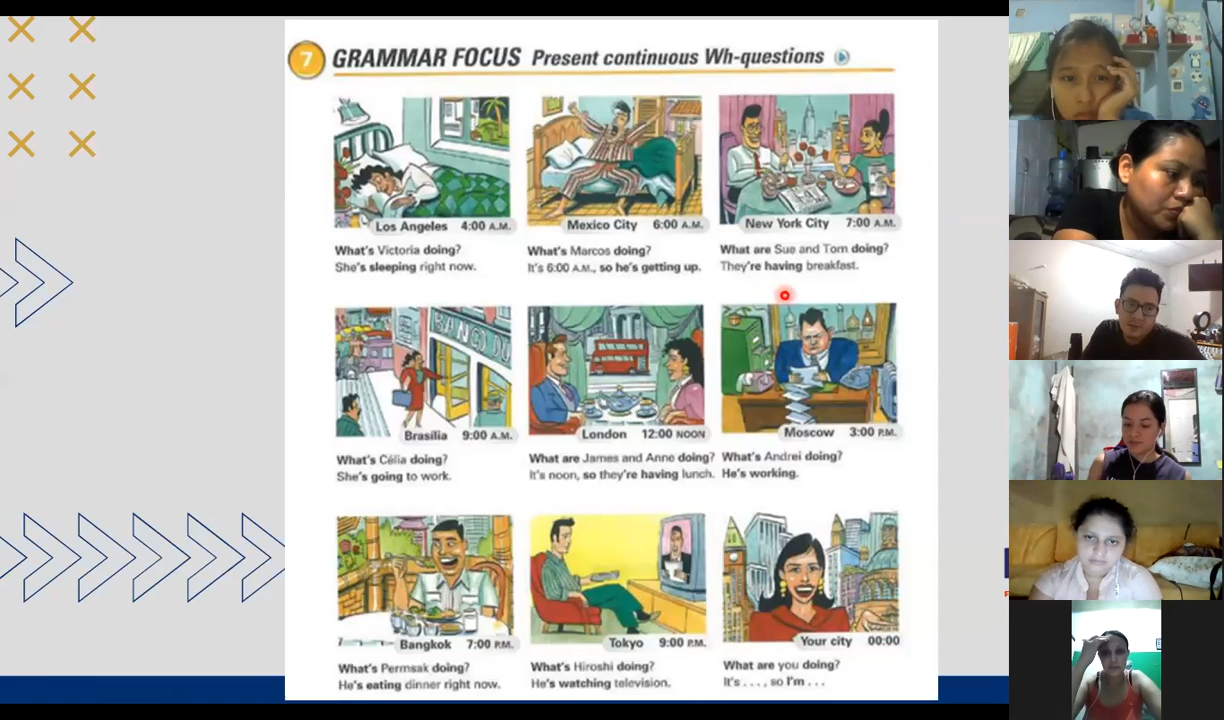 7 GRAMMAR FOCUS Present continuous Wh-questions
Los Angeles 4:00 A.M.
What's Victoria doing?
She's sleeping right now.
Mexico City 6:00 A.M.
What's Marcos doing?
It's 6:00 A.M., so he's getting up.
New York City 7:00 A.M.
What are Sue and Tom doing?
They're having breakfast.
BANCO DU
Brasília 9:00 A.M.
What's Célia doing?
She's going to work.
London 12:00 NOON
What are James and Anne doing?
It's noon, so they're having lunch.
Moscow 3:00 P.M.
What's Andrei doing?
He's working.
Bangkok 7:00 P.M.
What's Permsak doing?
He's eating dinner right now.
Tokyo 9:00 P.M.
What's Hiroshi doing?
He's watching television.
Your city 00:00
What are you doing?
It's . . . , so I'm . . .